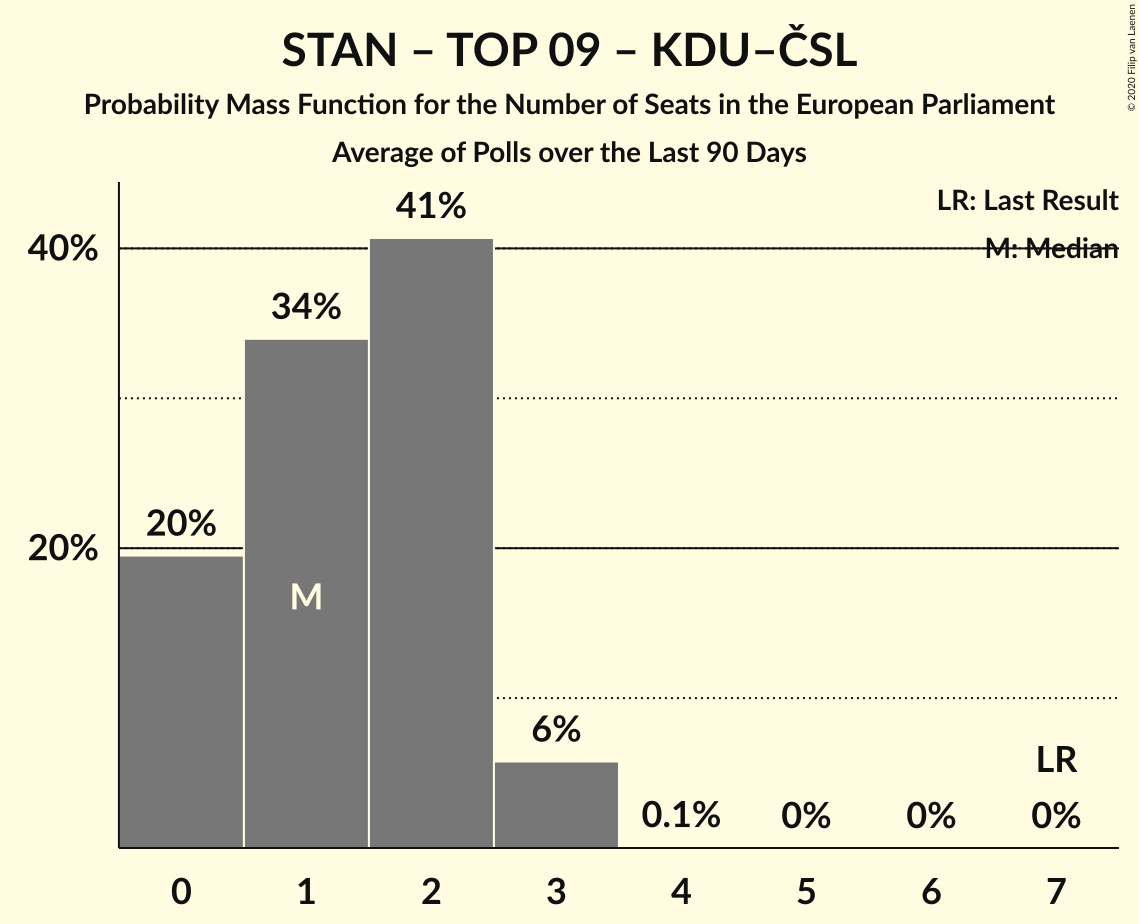 STAN – TOP 09 – KDU–ČSL
Probability Mass Function for the Number of Seats in the European Parliament
Average of Polls over the Last 90 Days
© 2020 Filip van Laenen
LR: Last Result
M: Median
40%
20%
20%
34%
41%
6%
0.1%
0%
0%
0%
M
LR
0 1 2 3 4 5 6 7